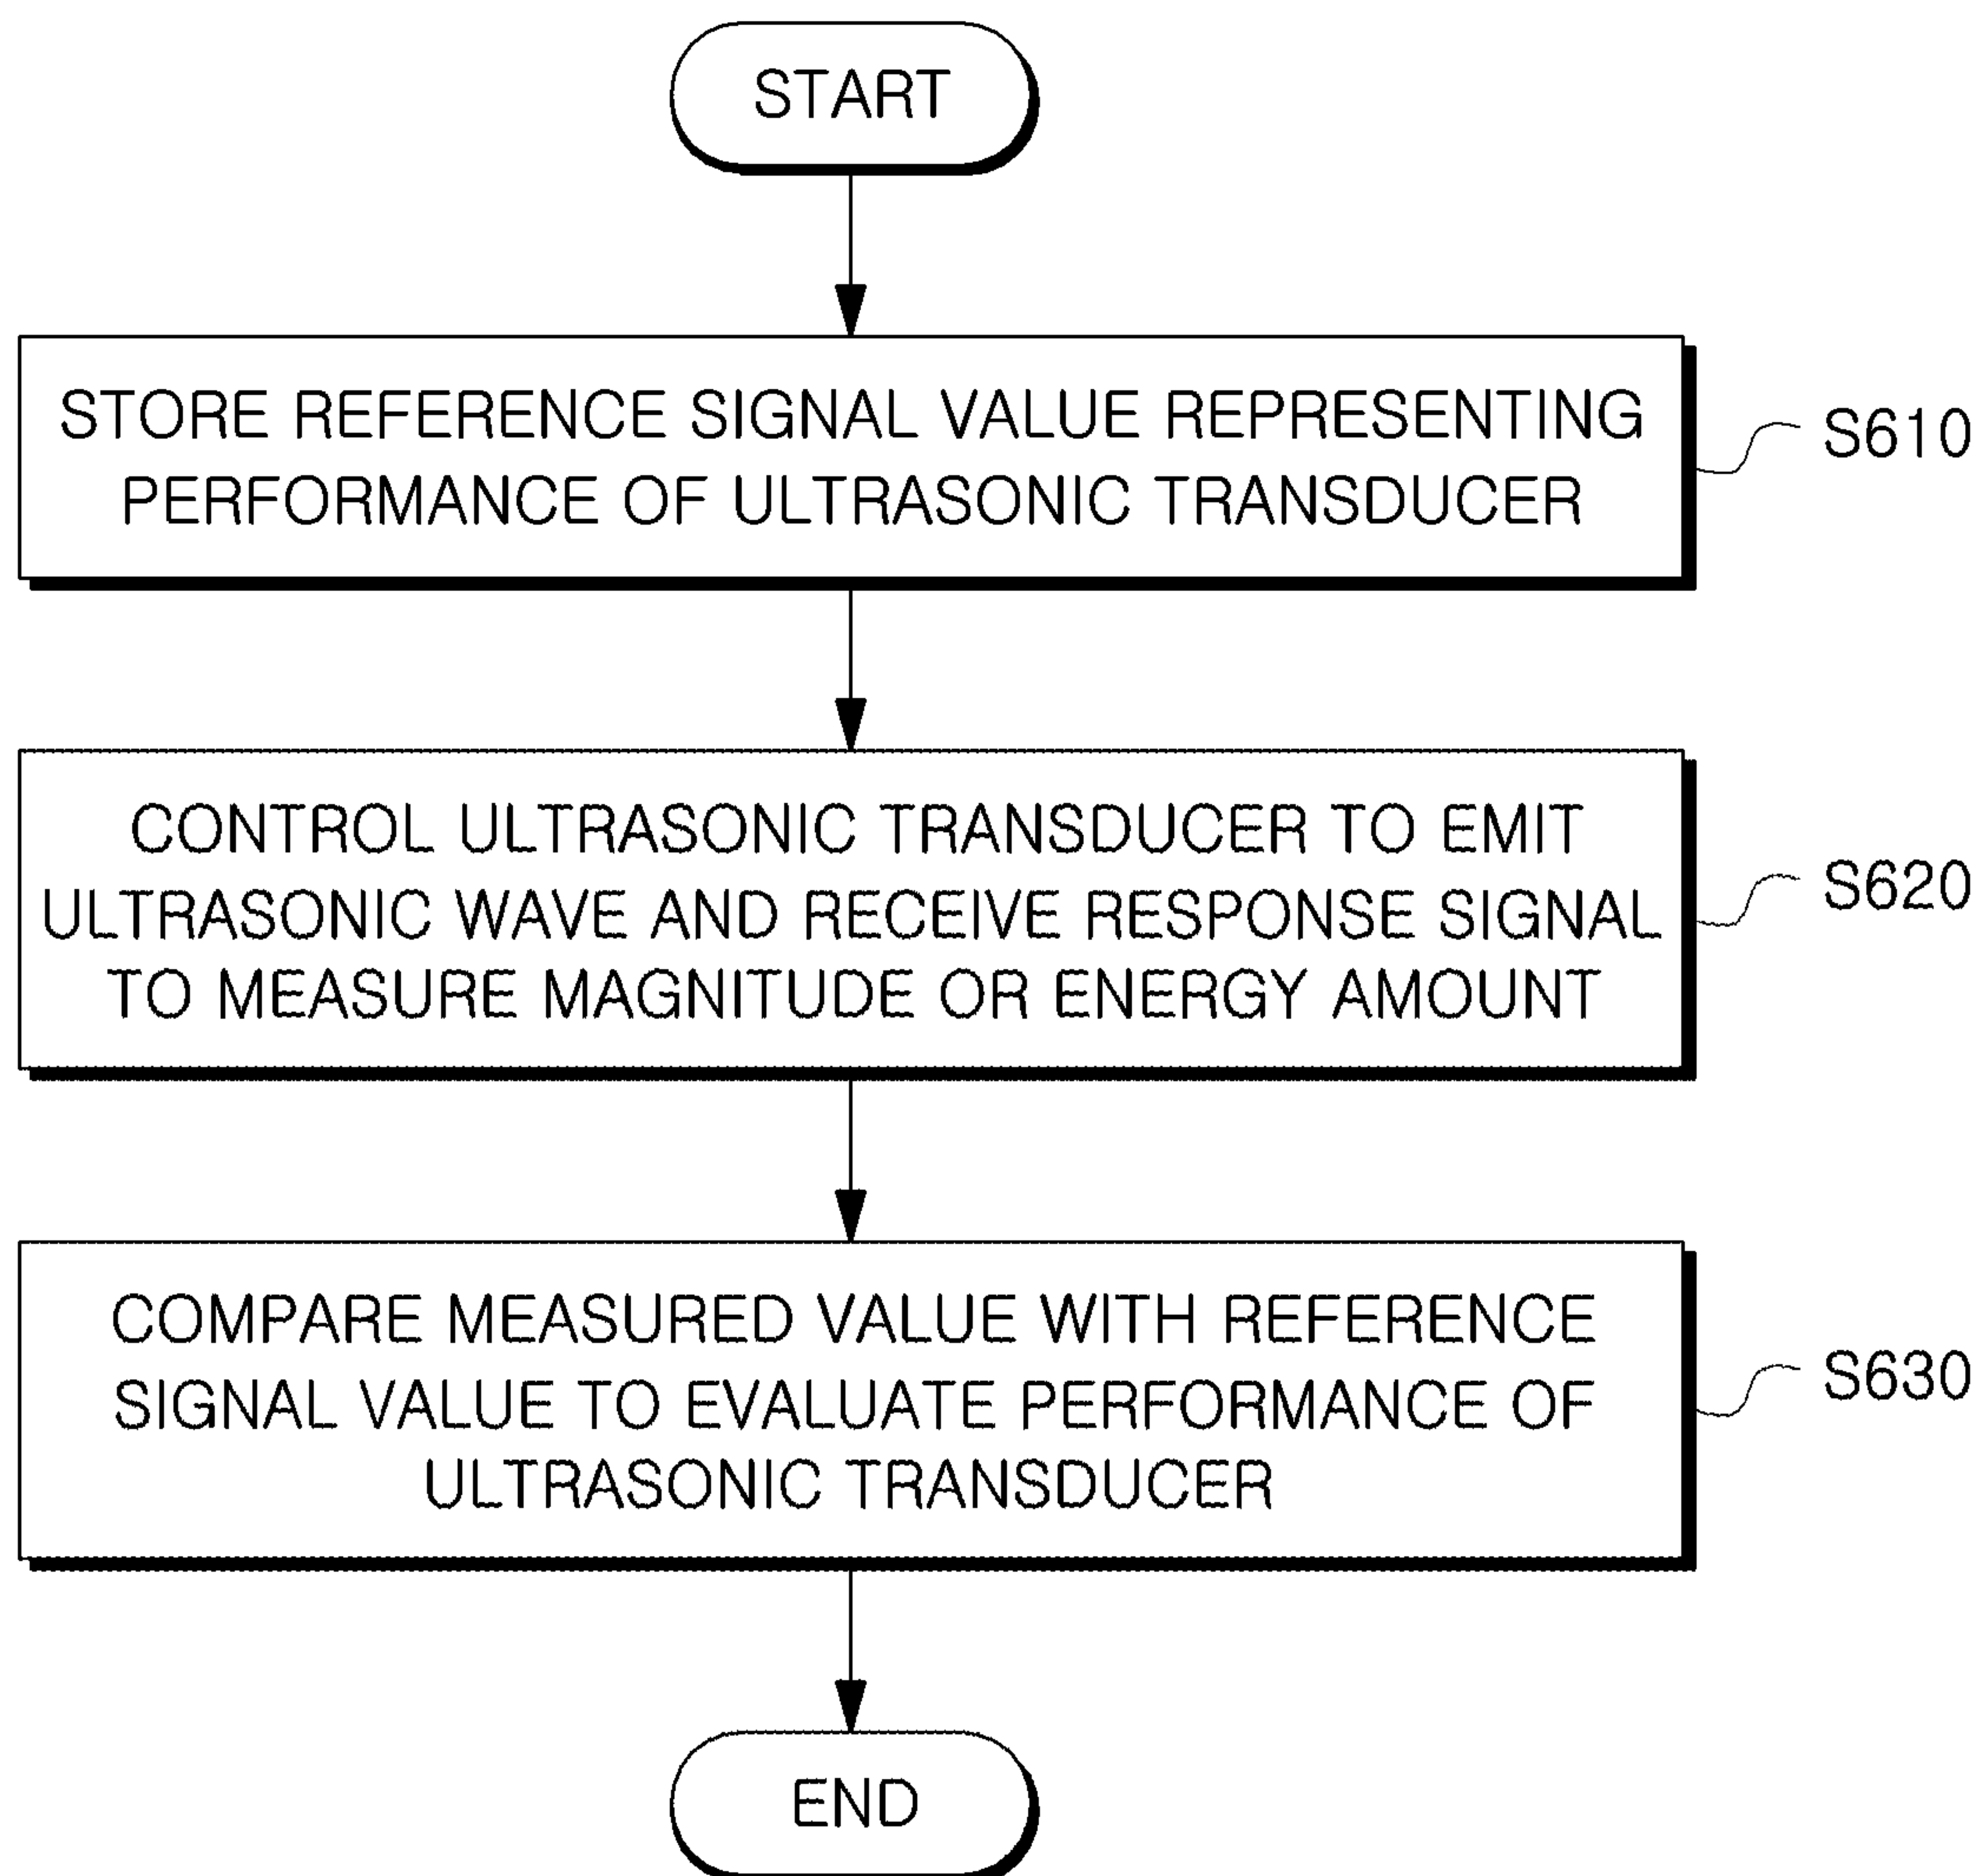 START
STORE REFERENCE SIGNAL VALUE REPRESENTING
PERFORMANCE OF ULTRASONIC TRANSDUCER
S610
CONTROL ULTRASONIC TRANSDUCER TO EMIT
ULTRASONIC WAVE AND RECEIVE RESPONSE SIGNAL
TO MEASURE MAGNITUDE OR ENERGY AMOUNT
S620
COMPARE MEASURED VALUE WITH REFERENCE
SIGNAL VALUE TO EVALUATE PERFORMANCE OF
ULTRASONIC TRANSDUCER
S630
END